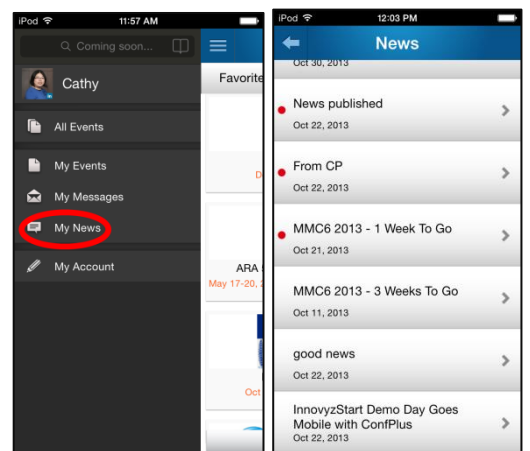 iPod 11:57 AM
Coming soon...
Cathy
All Events
My Events
My Messages
My News
My Account
Favorite
D
ARA
May 17-20, 2
Oct
iPod 12:03 PM
News
Oct 30, 2013
News published
Oct 22, 2013
From CP
Oct 22, 2013
MMC6 2013 - 1 Week To Go
Oct 21, 2013
MMC6 2013 - 3 Weeks To Go
Oct 11, 2013
good news
Oct 22, 2013
InnovyzStart Demo Day Goes
Mobile with ConfPlus
Oct 22, 2013